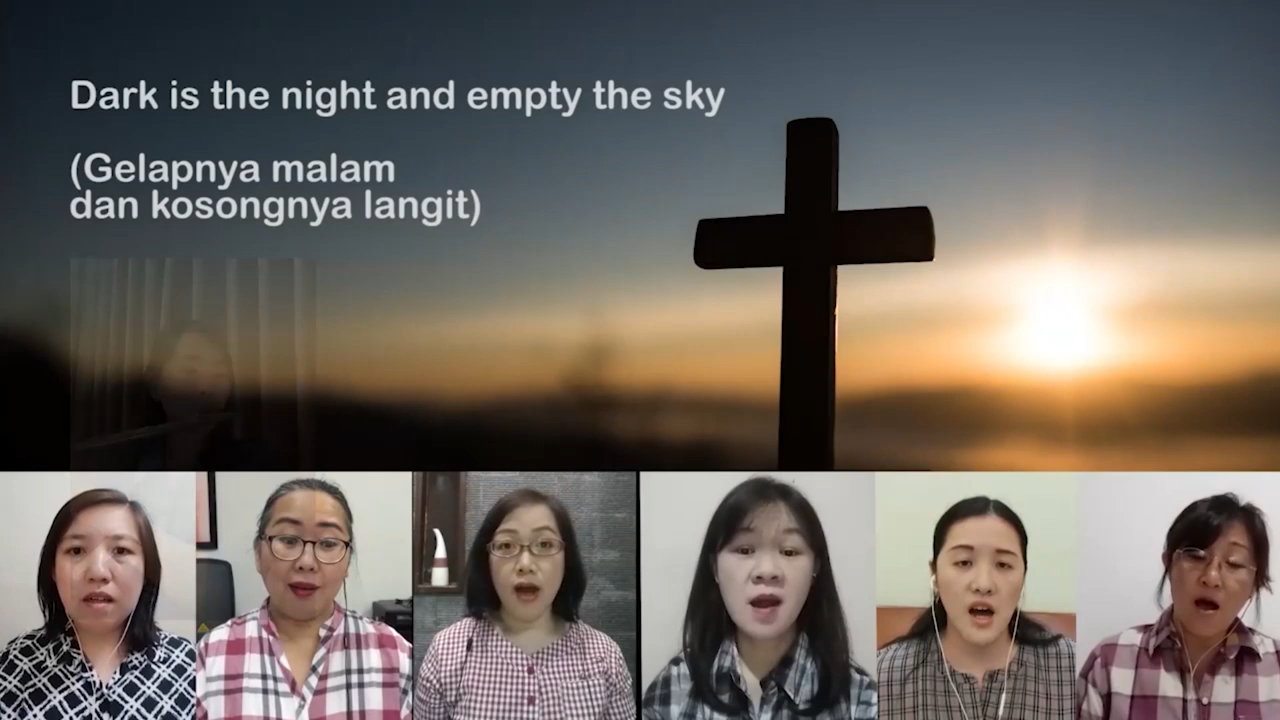 Dark is the night and empty the sky
(Gelapnya malam
dan kosongnya langit)